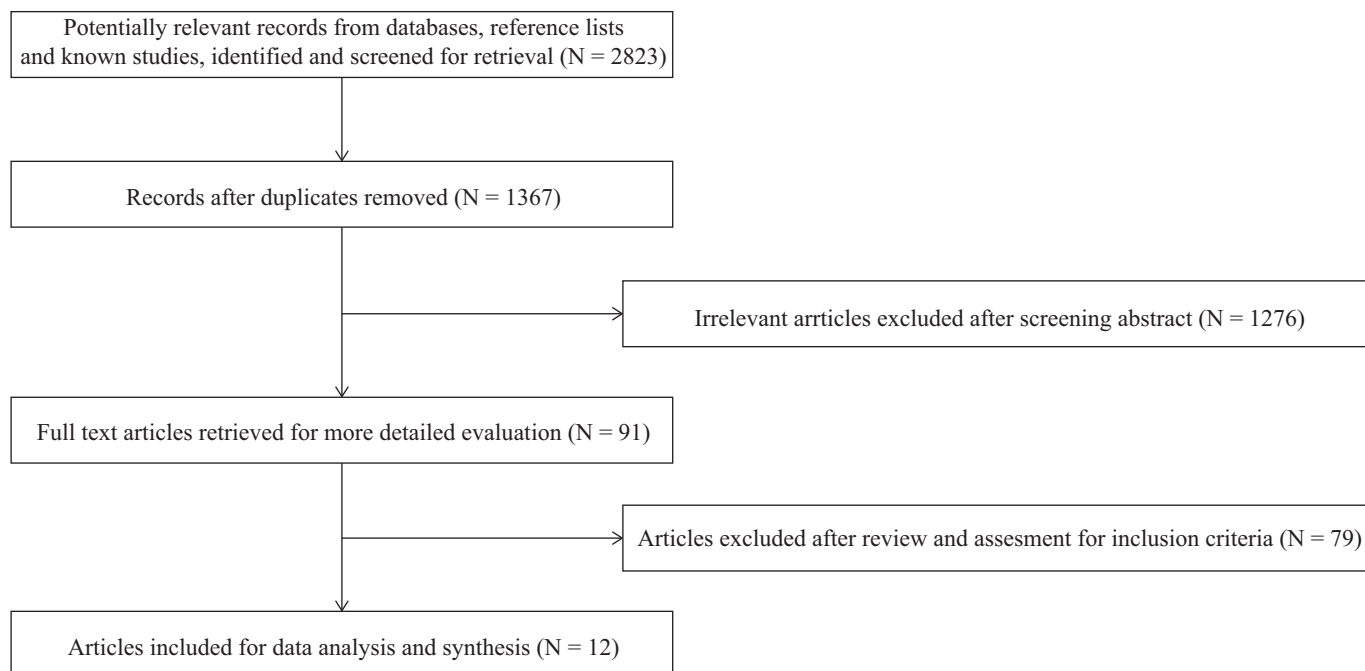 Potentially relevant records from databases, reference lists
and known studies, identified and screened for retrieval (N = 2823)
Records after duplicates removed (N = 1367)
Irrelevant arrticles excluded after screening abstract (N = 1276)
Full text articles retrieved for more detailed evaluation (N = 91)
Articles excluded after review and assesment for inclusion criteria (N = 79)
Articles included for data analysis and synthesis (N = 12)